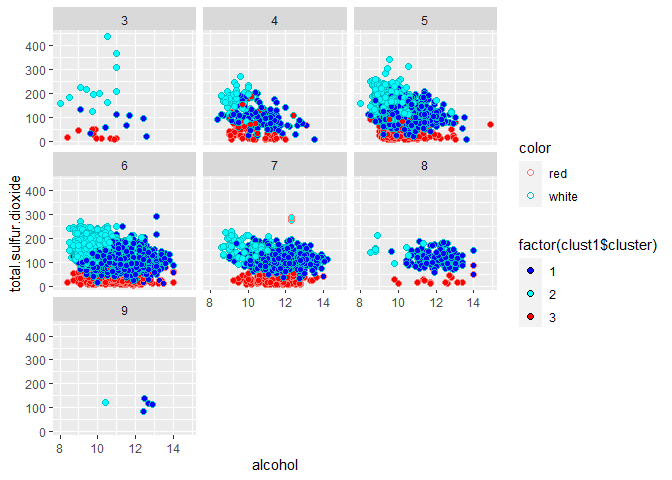 3 4 5
400
300
200
100
0
6 7 8
400
300
200
100
0
8 10 12 14 8 10 12 14
9
400
300
200
100
0
8 10 12 14
total.sulfur.dioxide
alcohol
color
red
white
factor(clust1$cluster)
1
2
3